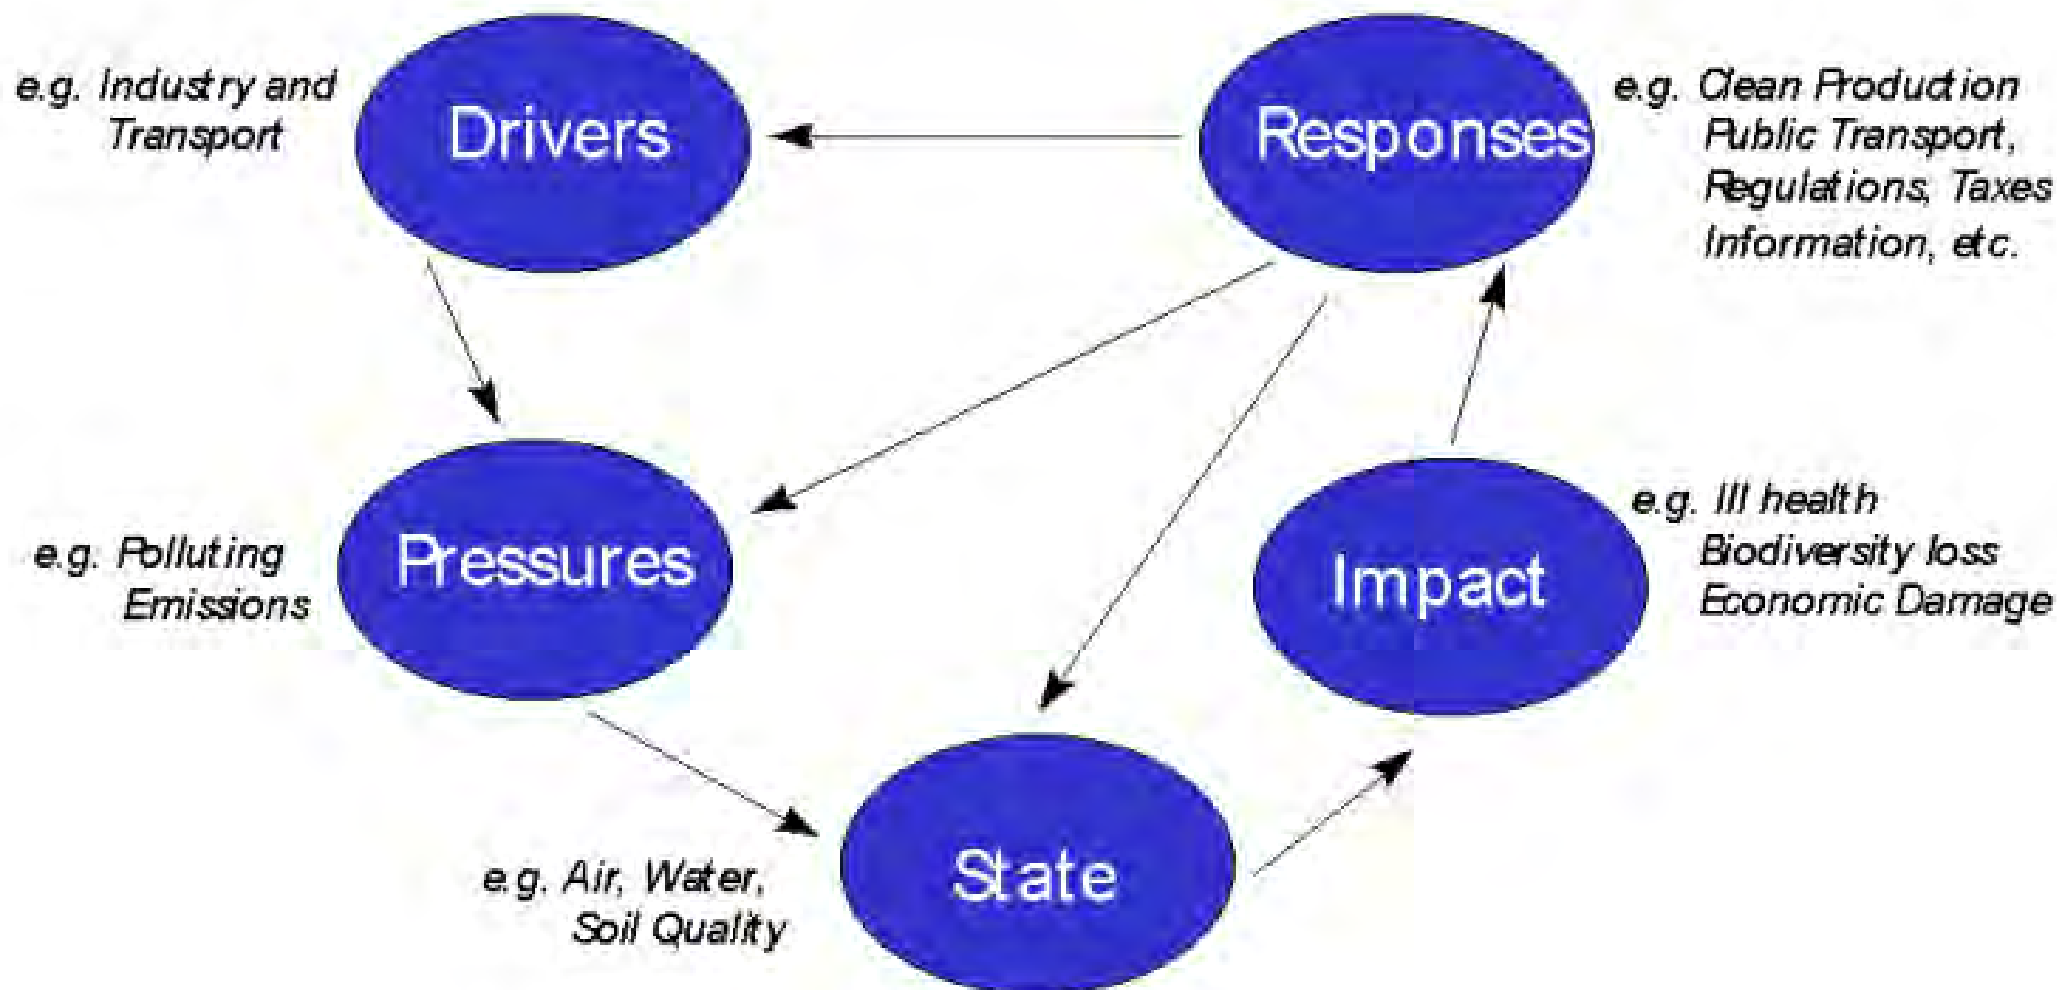 e.g. Industry and
Transport
Drivers
Responses
e.g. Clean Production
Public Transport,
Regulations, Taxes
Information, etc.
e.g. Polluting
Emissions
Pressures
Impact
e.g. Ill health
Biodiversity loss
Economic Damage
e.g. Air, Water,
Soil Quality
State